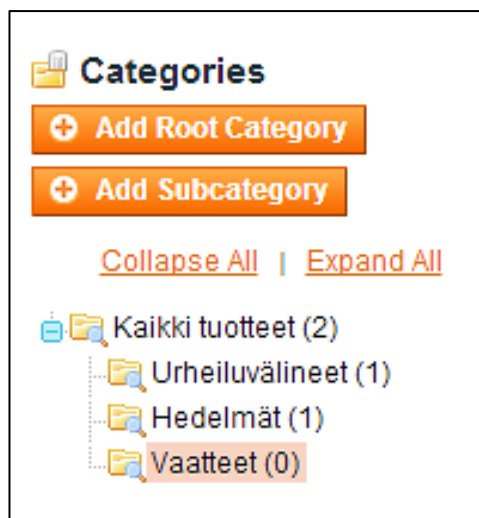 Categories
Add Root Category
Add Subcategory
Collapse All | Expand All
Kaikki tuotteet (2)
Urheiluvälineet (1)
Hedelmät (1)
Vaatteet (0)